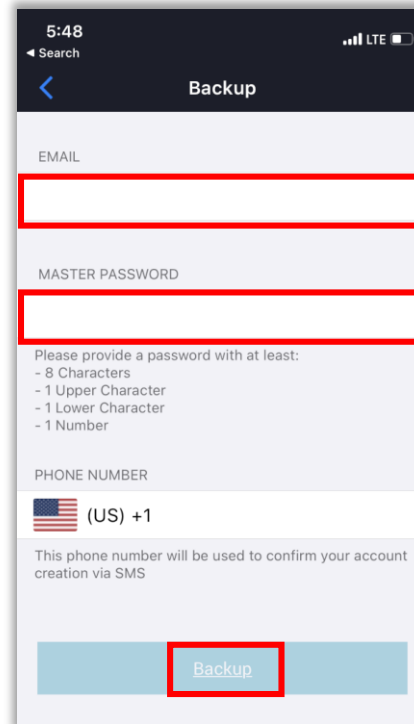 5:48
LTE
◄ Search
Backup
EMAIL
MASTER PASSWORD
Please provide a password with at least:
- 8 Characters
- 1 Upper Character
- 1 Lower Character
- 1 Number
PHONE NUMBER
(US) +1
This phone number will be used to confirm your account
creation via SMS
Backup